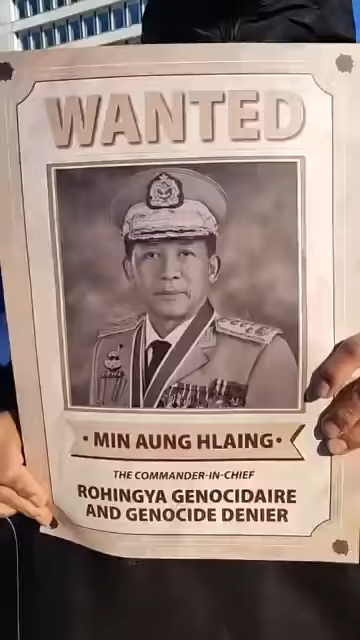 WANTED
• MIN AUNG HLAING •
THE COMMANDER-IN-CHIEF
ROHINGYA GENOCIDAIRE
AND GENOCIDE DENIER